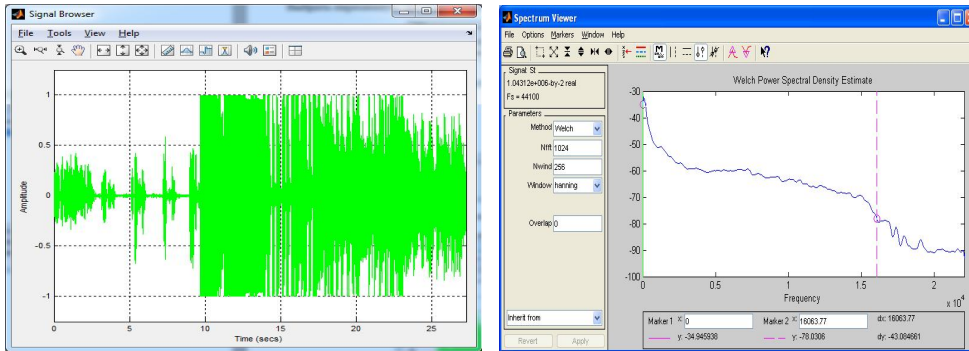 Signal Browser
File Tools View Help
1
0.5
0
-0.5
-1
Amplitude
0 5 10 15 20 25
Time (secs)
Spectrum Viewer
File Options Markers Window Help
Signal St
1.04312e+006-by-2 real
Fs = 44100
Parameters
Method Welch
Nfft 1024
Nwind 256
Window hanning
Overlap 0
Inherit from
Revert Apply
Welch Power Spectral Density Estimate
-30
-40
-50
-60
-70
-80
-90
-100
0 0.5 1 1.5 2
Frequency
x 10⁴
Marker 1 x: 0 Marker 2 x: 16063.77 dx: 16063.77
y: -34.945938 y: -78.0306 dy: -43.084661